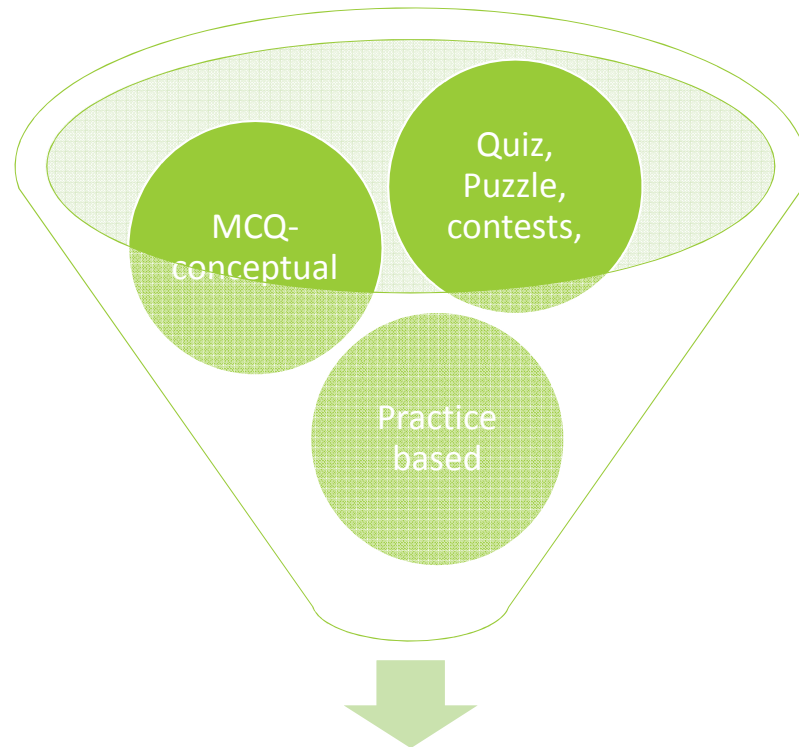 Quiz,
Puzzle,
contests,
MCQ-
conceptual
Practice
based